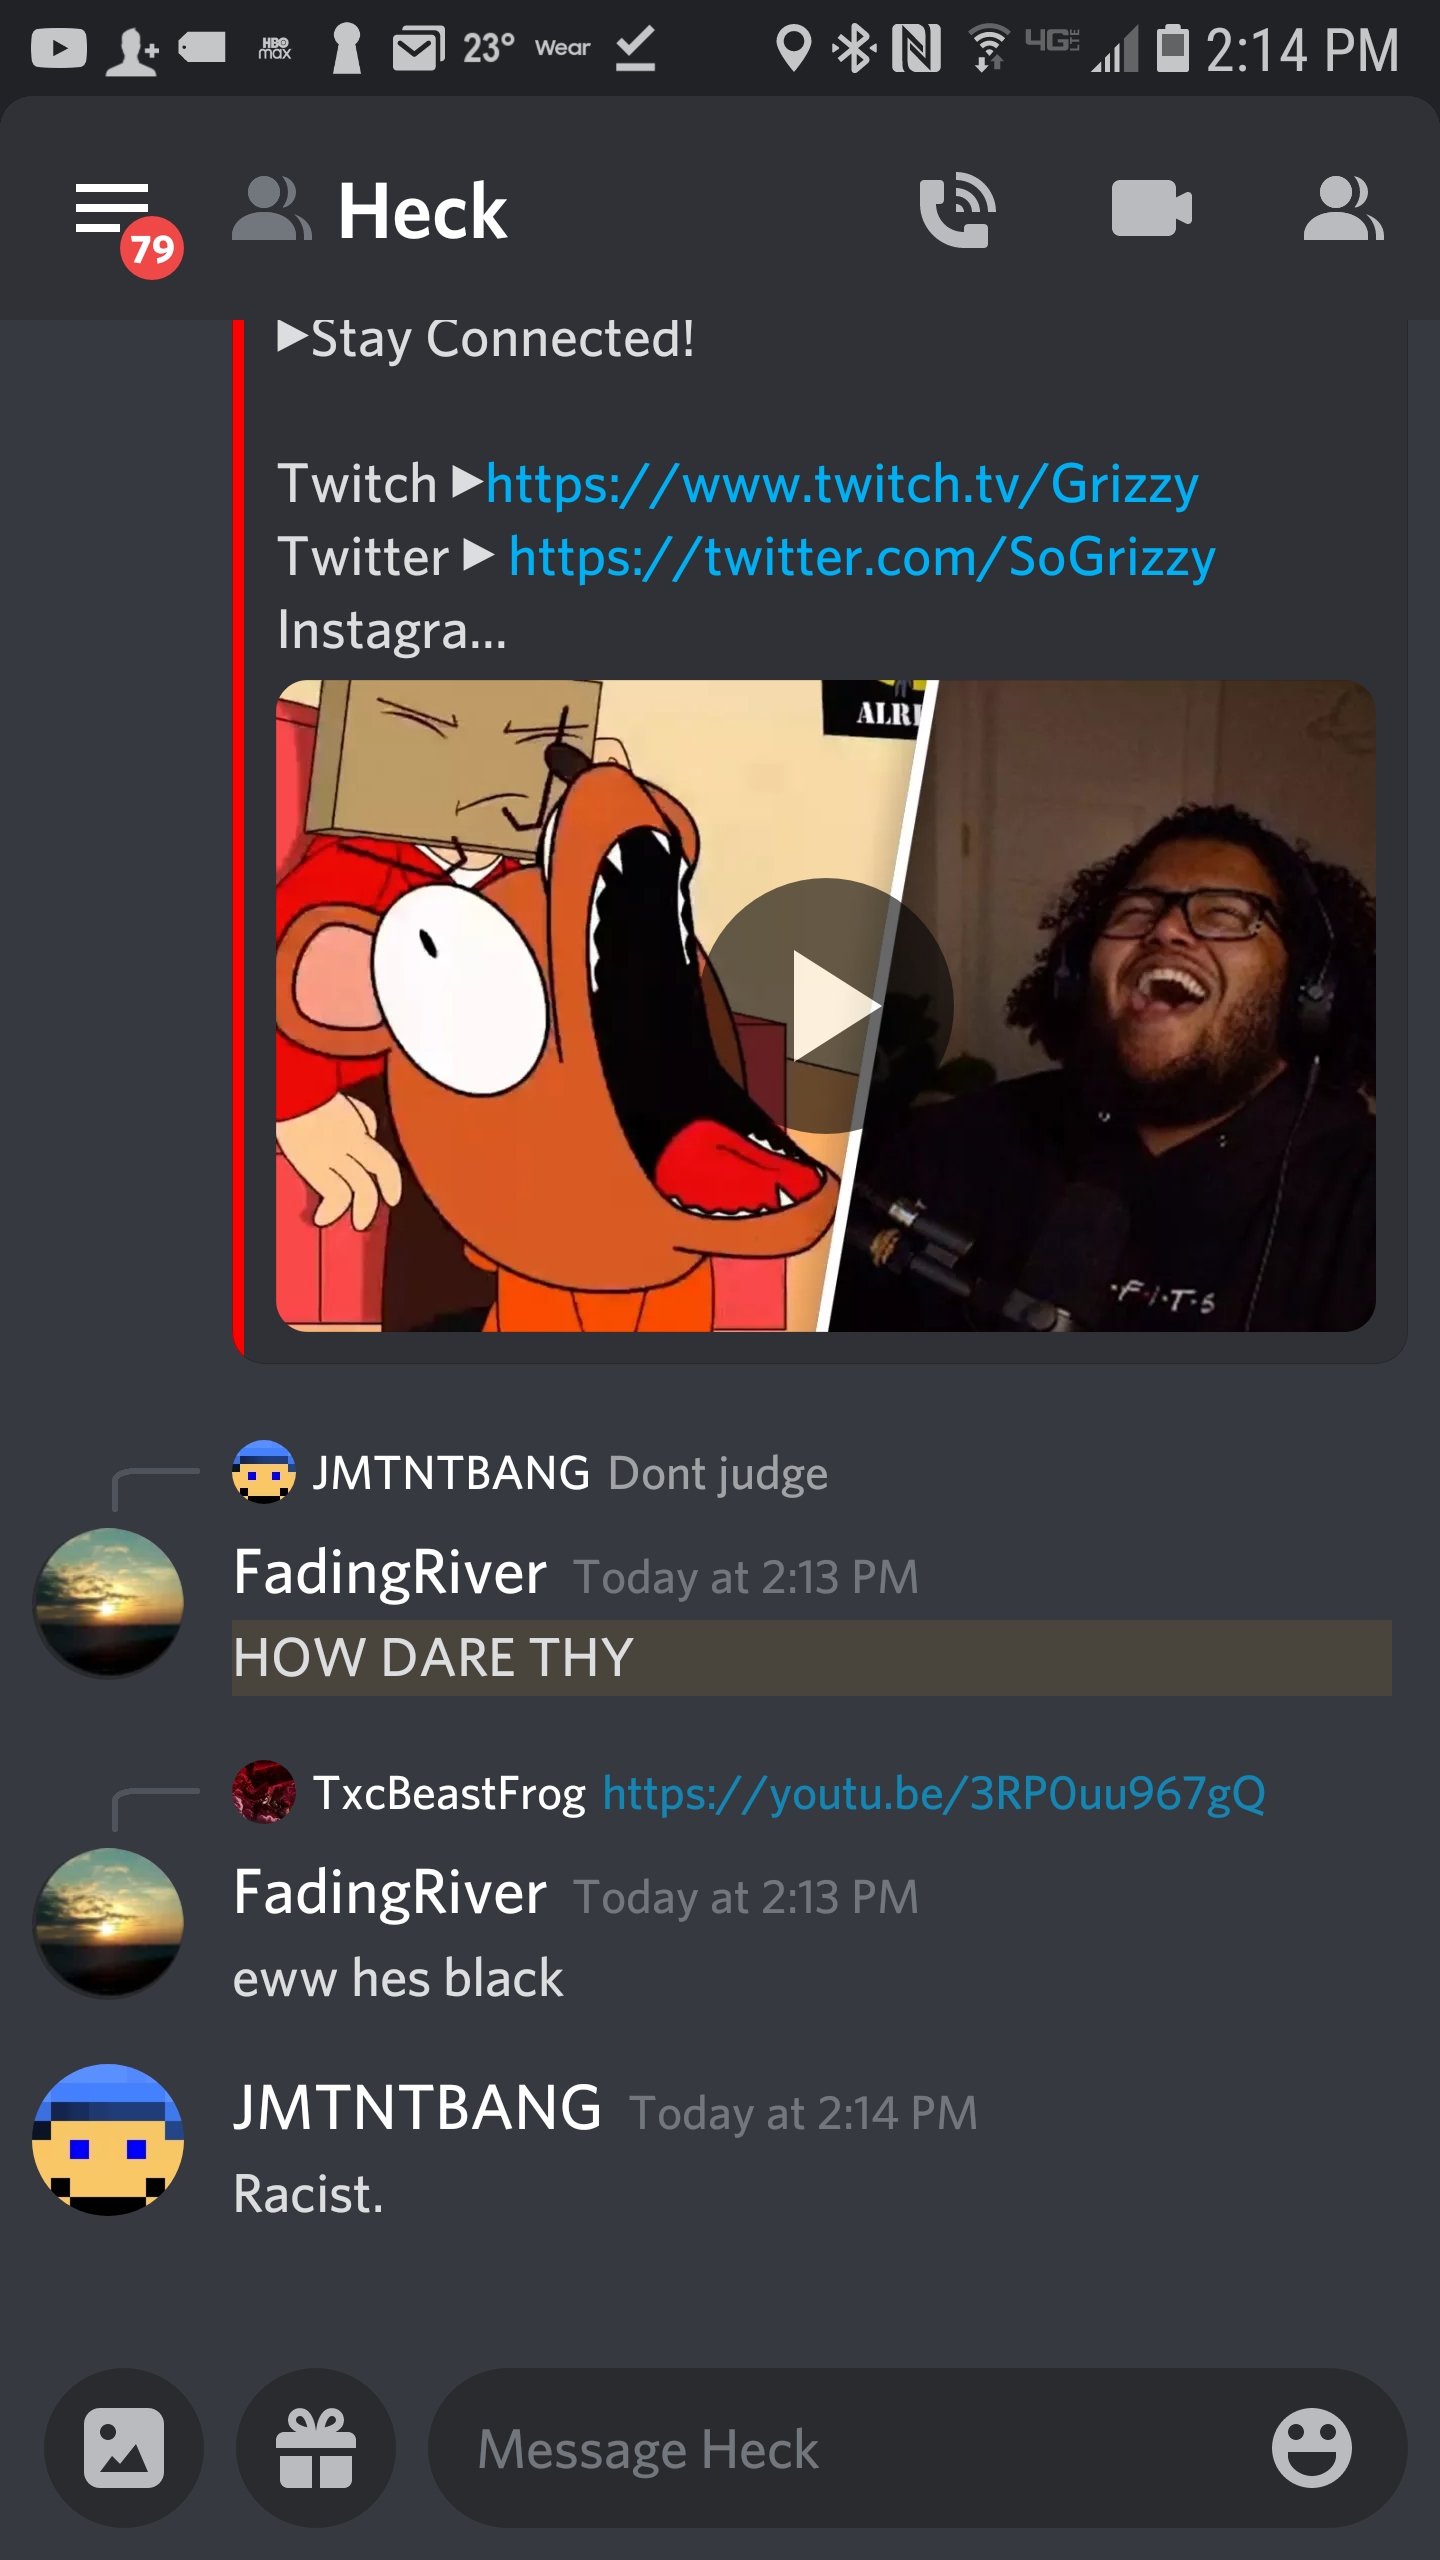 HBO
max
23°
Wear
4G LTE
2:14 PM
79
Heck
▶Stay Connected!
Twitch ▶https://www.twitch.tv/Grizzy
Twitter ▶ https://twitter.com/SoGrizzy
Instagra...
ALRI
·F·I·T·S
JMTNTBANG Dont judge
FadingRiver Today at 2:13 PM
HOW DARE THY
TxcBeastFrog https://youtu.be/3RP0uu967gQ
FadingRiver Today at 2:13 PM
eww hes black
JMTNTBANG Today at 2:14 PM
Racist.
Message Heck